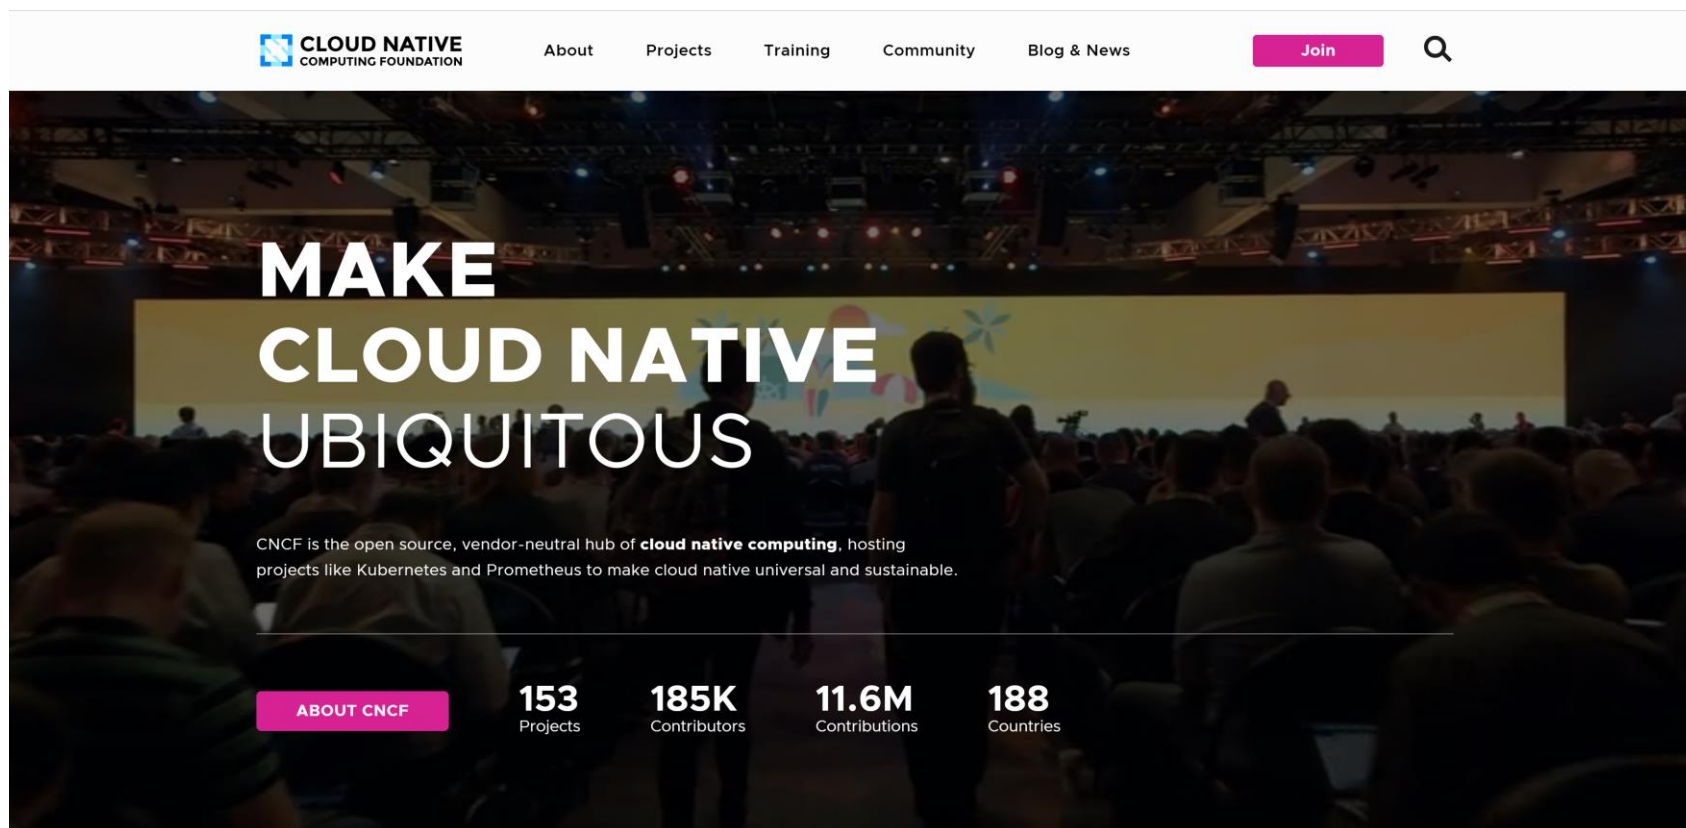 CLOUD NATIVE
COMPUTING FOUNDATION
About Projects Training Community Blog & News Join
MAKE
CLOUD NATIVE
UBIQUITOUS
CNCF is the open source, vendor-neutral hub of cloud native computing, hosting
projects like Kubernetes and Prometheus to make cloud native universal and sustainable.
ABOUT CNCF
153 185K 11.6M 188
Projects Contributors Contributions Countries